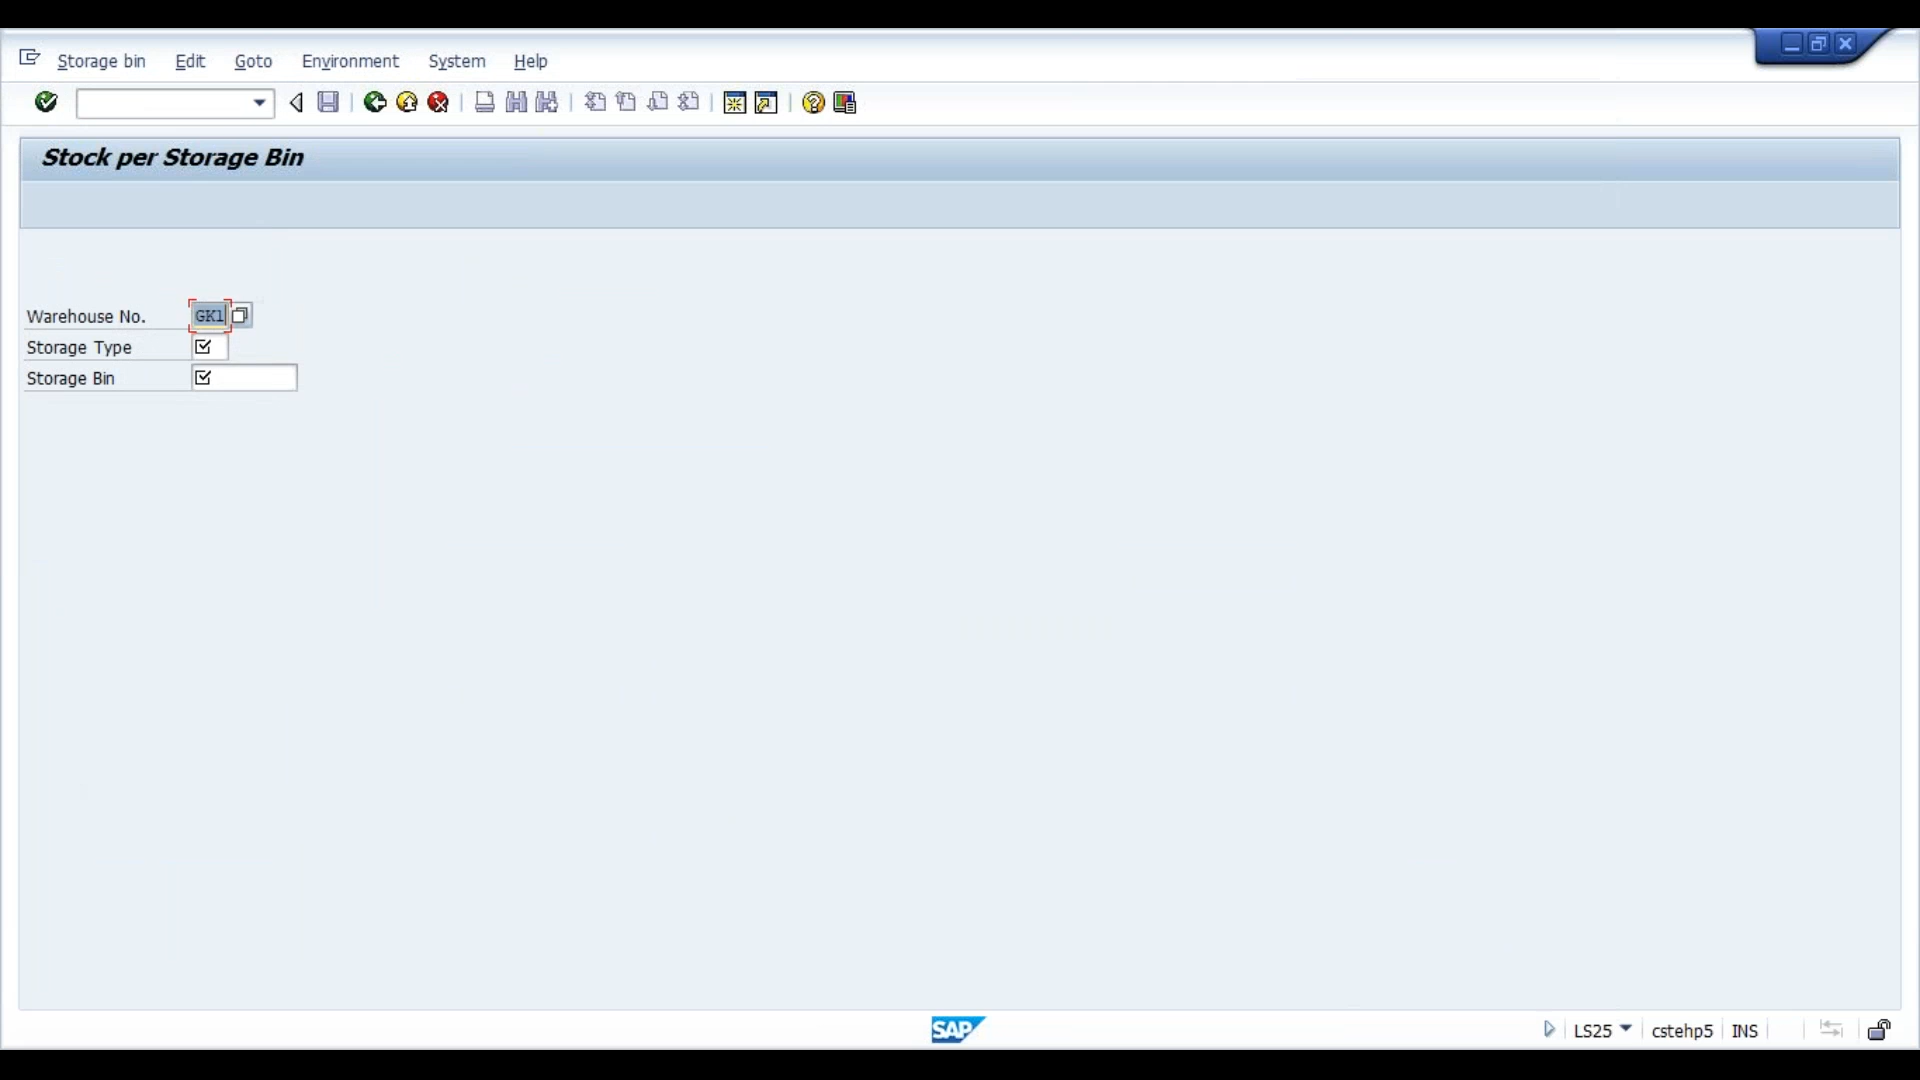 Storage bin Edit Goto Environment System Help
Stock per Storage Bin
Warehouse No. GK1
Storage Type
Storage Bin
SAP
LS25 cstehp5 INS